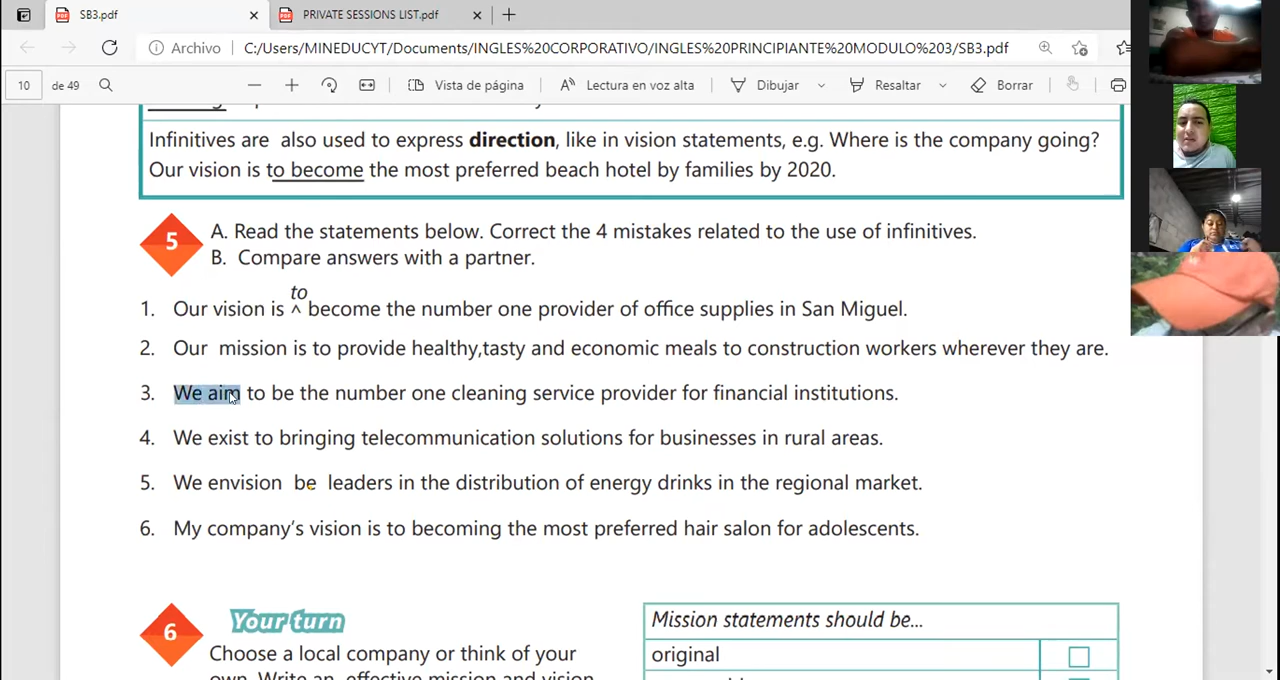 SB3.pdf
PRIVATE SESSIONS LIST.pdf
Archivo C:/Users/MINEDUCYT/Documents/INGLES%20CORPORATIVO/INGLES%20PRINCIPIANTE%20MODULO%203/SB3.pdf
10 de 49 Vista de página Lectura en voz alta Dibujar Resaltar Borrar
Infinitives are also used to express direction, like in vision statements, e.g. Where is the company going?
Our vision is to become the most preferred beach hotel by families by 2020.
5
A. Read the statements below. Correct the 4 mistakes related to the use of infinitives.
B. Compare answers with a partner.
to
1. Our vision is ^ become the number one provider of office supplies in San Miguel.
2. Our mission is to provide healthy,tasty and economic meals to construction workers wherever they are.
3. We aim to be the number one cleaning service provider for financial institutions.
4. We exist to bringing telecommunication solutions for businesses in rural areas.
5. We envision be leaders in the distribution of energy drinks in the regional market.
6. My company's vision is to becoming the most preferred hair salon for adolescents.
6
Your turn
Choose a local company or think of your
own. Write an effective mission and vision
Mission statements should be...
original